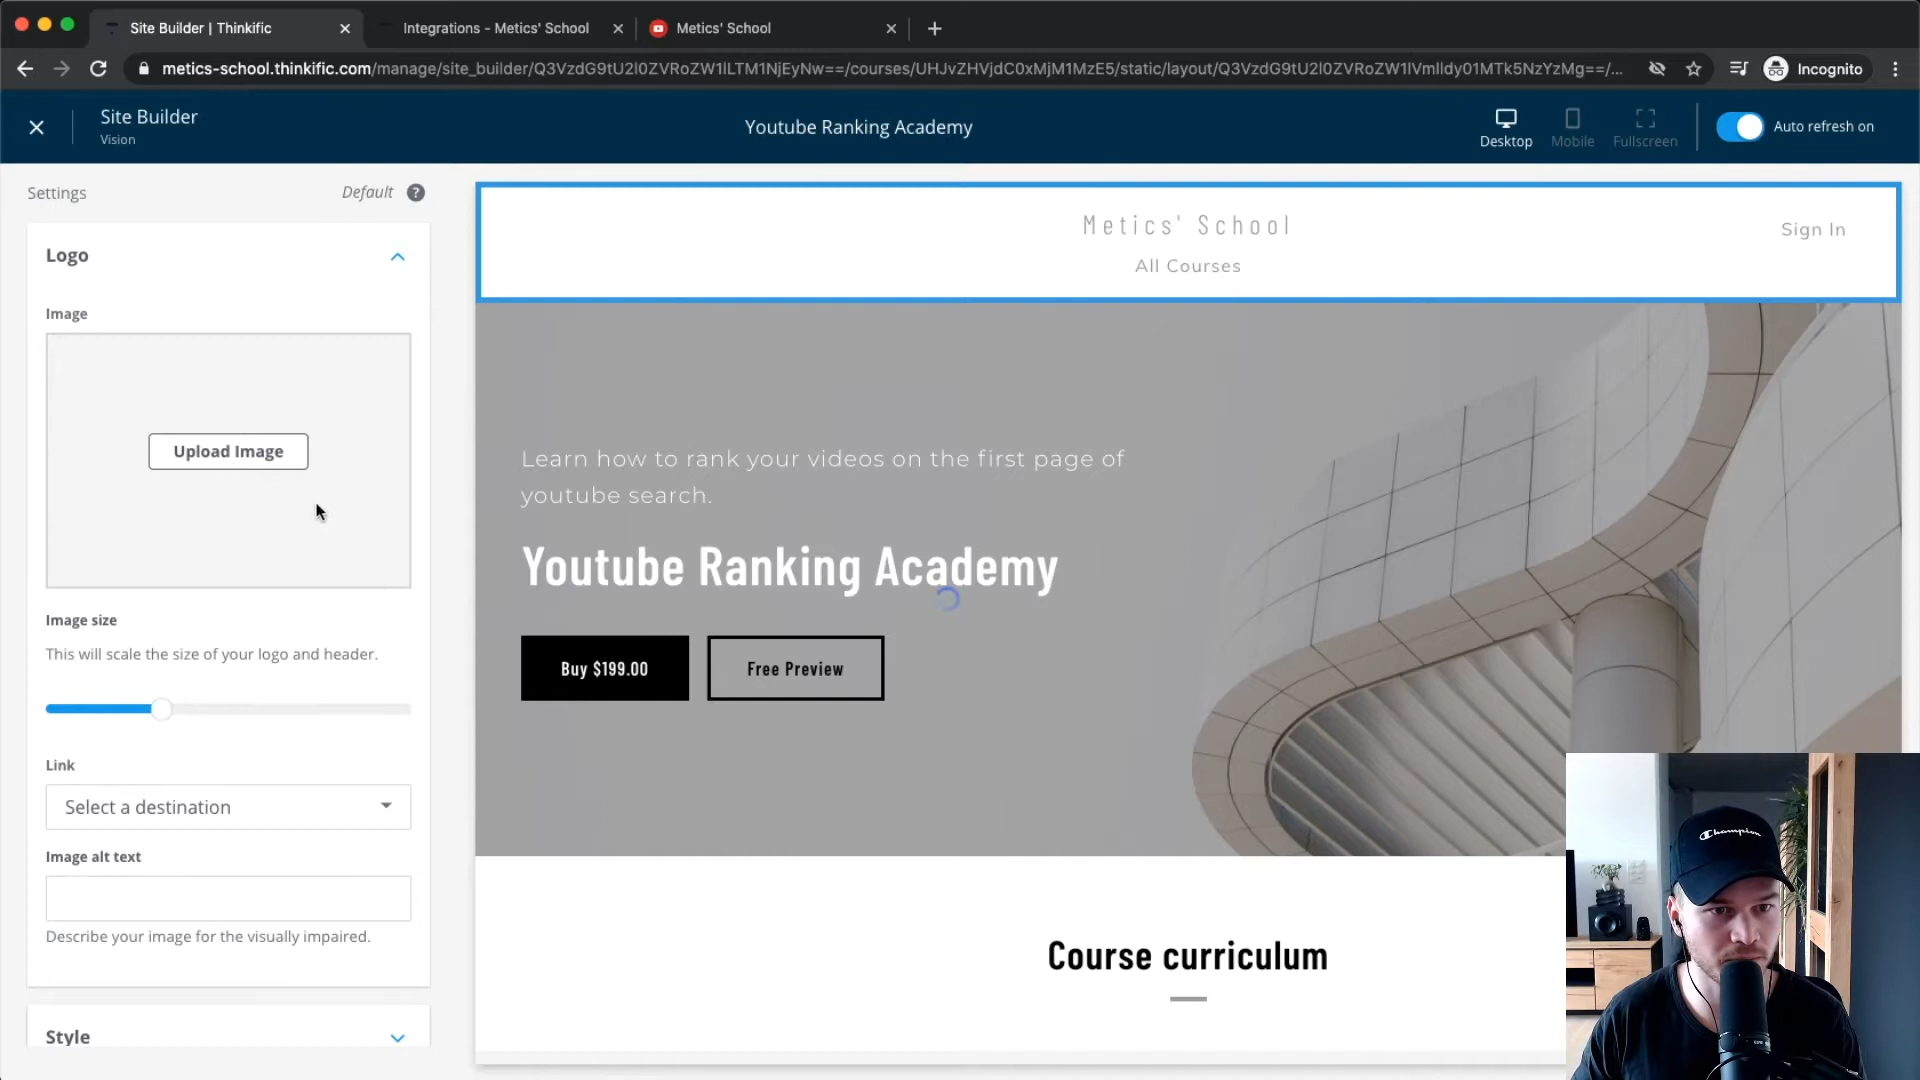 Site Builder | Thinkific
Integrations - Metics' School
Metics' School
metics-school.thinkific.com/manage/site_builder/Q3VzdG9tU2l0ZVRoZW1lLTM1NjEyNw==/courses/UHJvZHVjdC0xMjM1MzE5/static/layout/Q3VzdG9tU2l0ZVRoZW1lVmlldy01MTk5NzYzMg==/...
Incognito
Site Builder
Vision
Youtube Ranking Academy
Desktop
Mobile
Fullscreen
Auto refresh on
Settings
Default
Logo
Image
Upload Image
Image size
This will scale the size of your logo and header.
Link
Select a destination
Image alt text
Describe your image for the visually impaired.
Style
Metics' School
All Courses
Sign In
Learn how to rank your videos on the first page of
youtube search.
Youtube Ranking Academy
Buy $199.00
Free Preview
Course curriculum
Champion